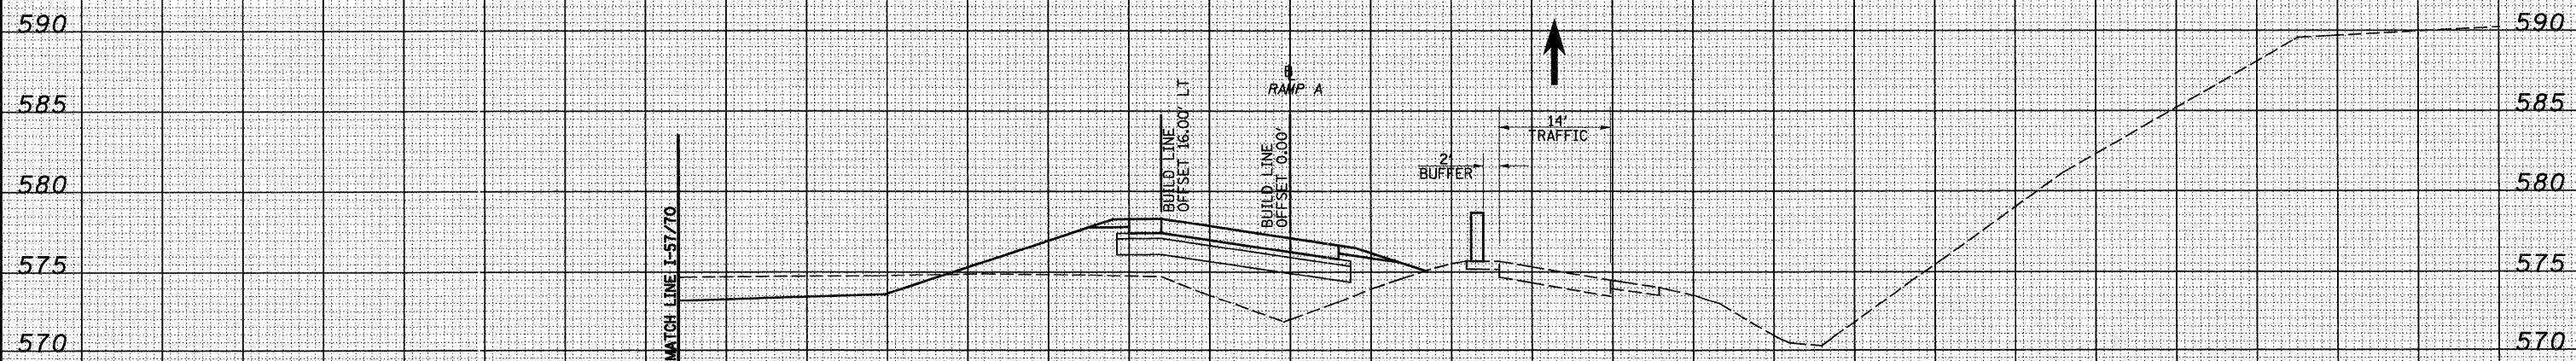 590 590
585 585
580 580
575 575
570 570
MATCH LINE I-57/70
BUILD LINE
OFFSET 16.00' LT
BUILD LINE
OFFSET 0.00'
RAMP A
2'
BUFFER
14'
TRAFFIC